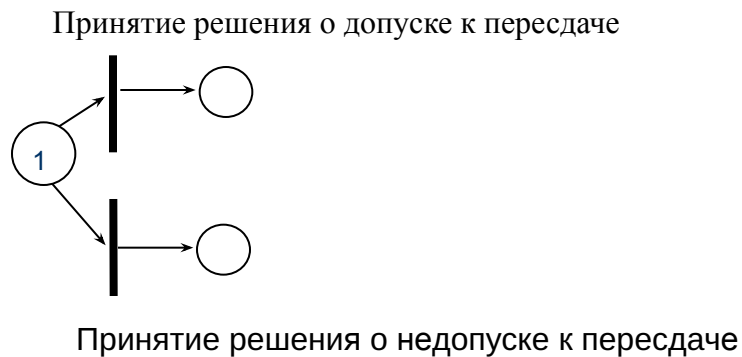 Принятие решения о допуске к пересдаче
1
Принятие решения о недопуске к пересдаче